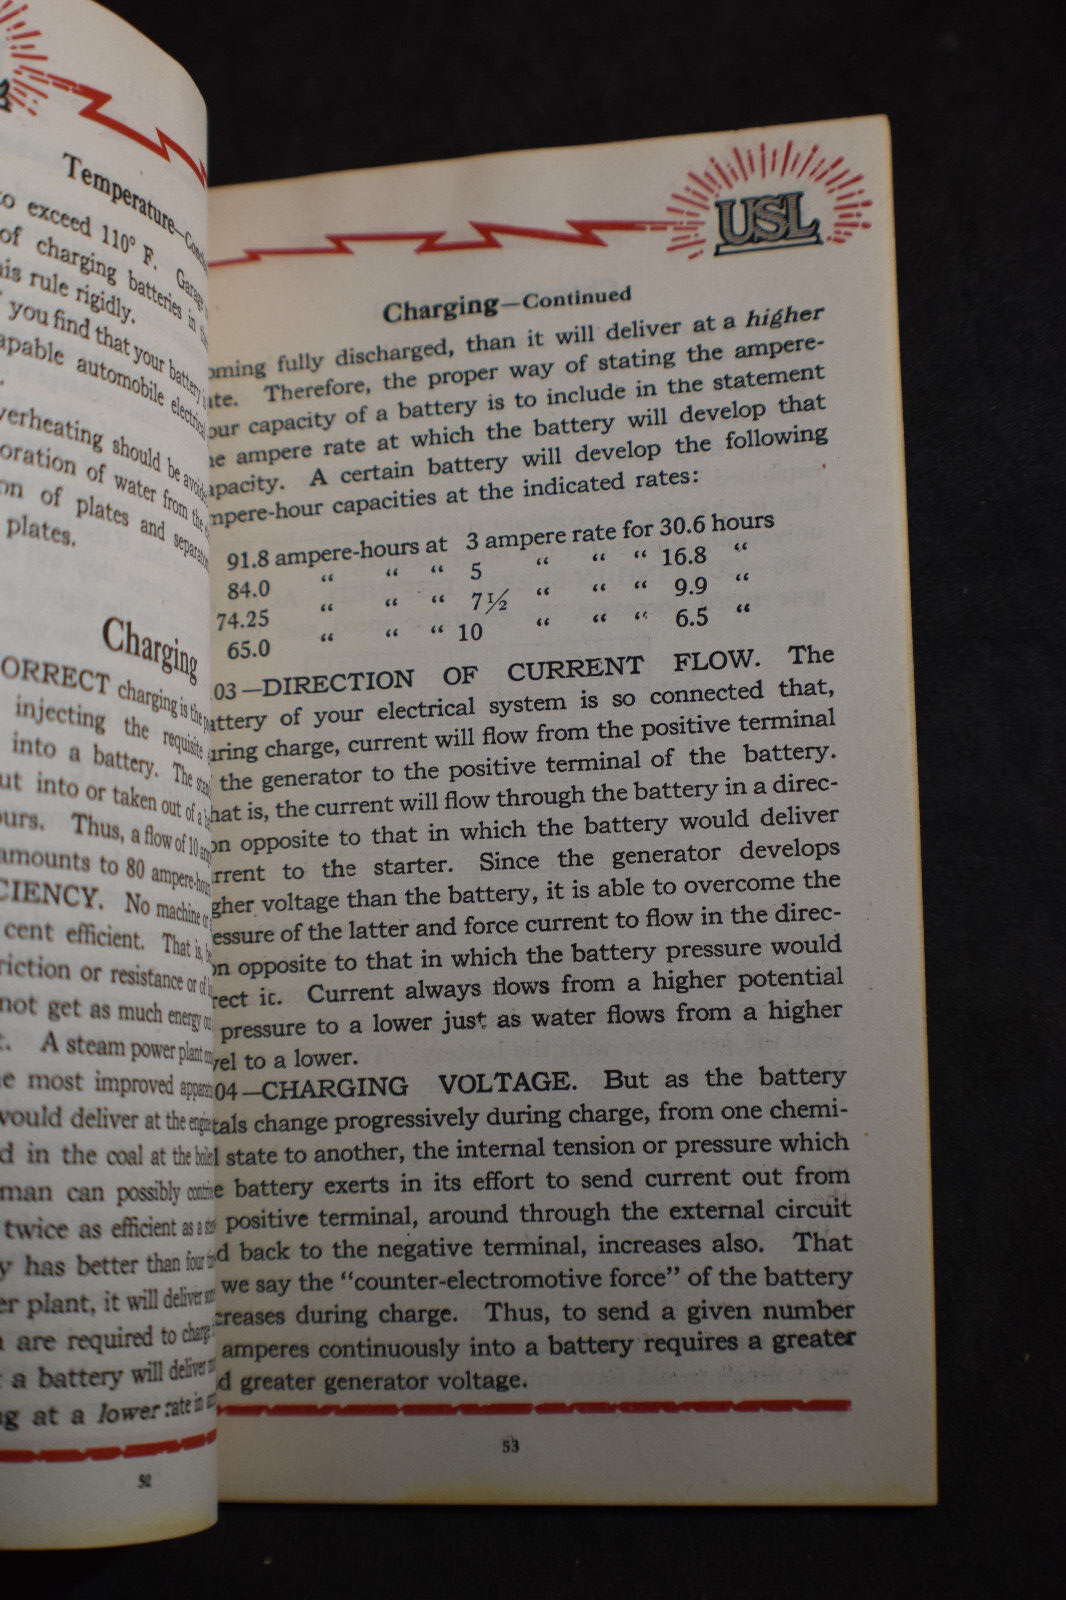 Temperature—
to exceed 110° F.
of charging batteries in
his rule rigidly.
you find that your battery
automobile electrical
overheating should be
of water from the
of plates and
plates.
Charging
CORRECT charging is the
injecting the requisite
into a battery. The
into or taken out of a
Thus, a flow of 10
amounts to 80 ampere-hours
No machine or
cent efficient. That is,
friction or resistance or of
not get as much energy
A steam power plant
most improved
would deliver at the
in the coal at the
man can possibly
twice as efficient as a
has better than four
plant, it will deliver
are required to charge
a battery will deliver
at a lower rate in
52
USL
Charging—Continued
oming fully discharged, than it will deliver at a higher
ate. Therefore, the proper way of stating the ampere-
our capacity of a battery is to include in the statement
he ampere rate at which the battery will develop that
apacity. A certain battery will develop the following
mpere-hour capacities at the indicated rates:
91.8 ampere-hours at 3 ampere rate for 30.6 hours
84.0 “ “ “ 5 “ “ “ 16.8 “
74.25 “ “ “ 7½ “ “ “ 9.9 “
65.0 “ “ “ 10 “ “ “ 6.5 “
03—DIRECTION OF CURRENT FLOW. The
attery of your electrical system is so connected that,
uring charge, current will flow from the positive terminal
the generator to the positive terminal of the battery.
hat is, the current will flow through the battery in a direc-
on opposite to that in which the battery would deliver
rrent to the starter. Since the generator develops
gher voltage than the battery, it is able to overcome the
essure of the latter and force current to flow in the direc-
on opposite to that in which the battery pressure would
rect it. Current always flows from a higher potential
pressure to a lower just as water flows from a higher
vel to a lower.
04—CHARGING VOLTAGE. But as the battery
tals change progressively during charge, from one chemi-
l state to another, the internal tension or pressure which
e battery exerts in its effort to send current out from
positive terminal, around through the external circuit
d back to the negative terminal, increases also. That
we say the “counter-electromotive force” of the battery
creases during charge. Thus, to send a given number
amperes continuously into a battery requires a greater
d greater generator voltage.
53